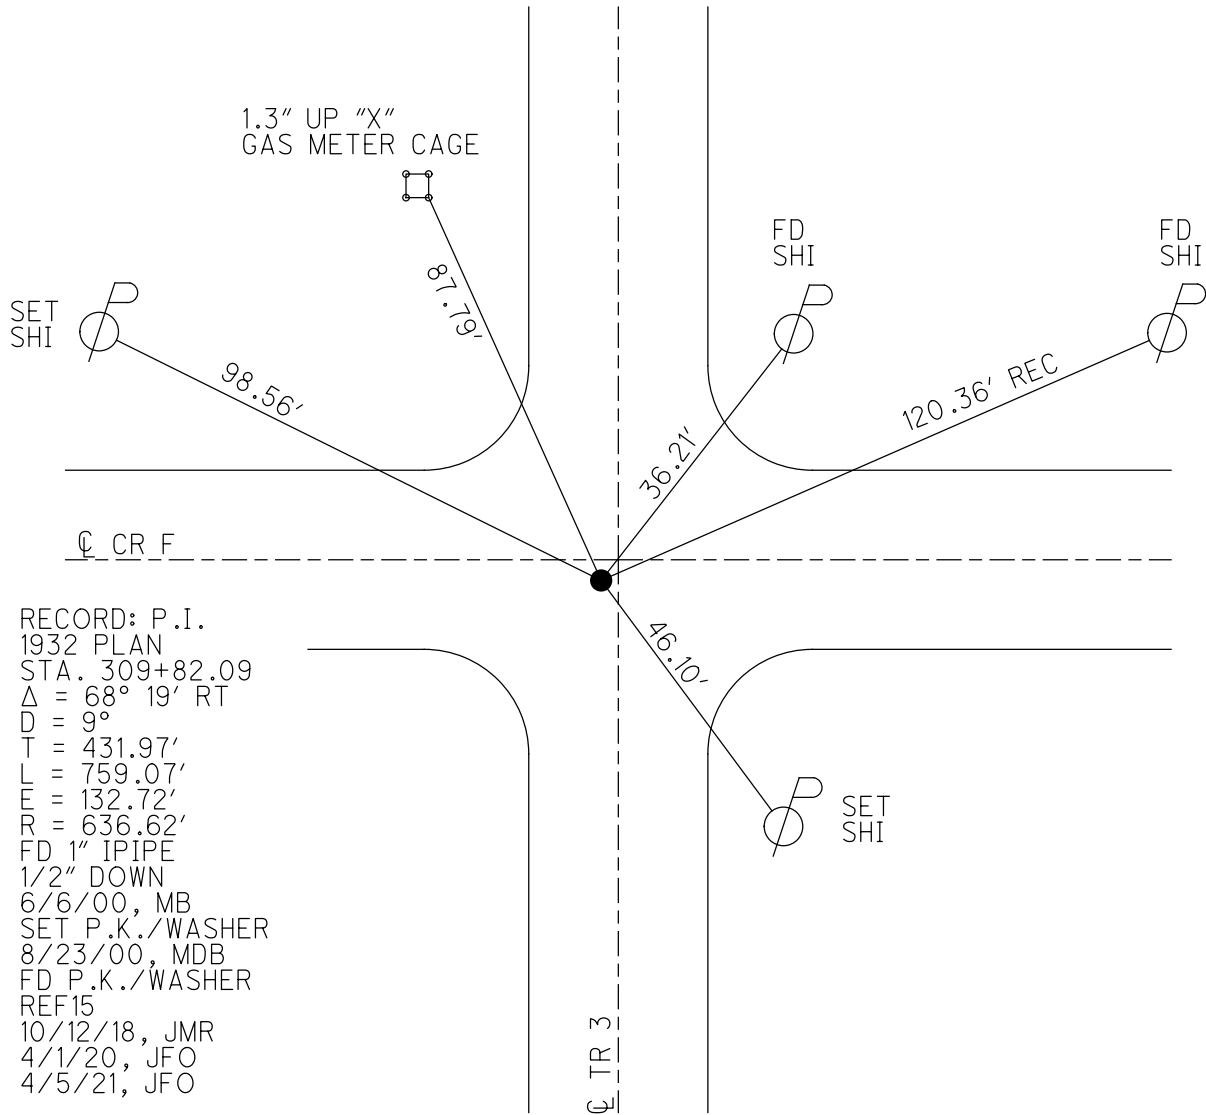 1.3" UP "X"
GAS METER CAGE
FD
SHI
FD
SHI
SET
SHI
87.79'
98.56'
36.21'
120.36' REC
℄ CR F
46.10'
RECORD: P.I.
1932 PLAN
STA. 309+82.09
Δ = 68° 19' RT
D = 9°
T = 431.97'
L = 759.07'
E = 132.72'
R = 636.62'
FD 1" IPIPE
1/2" DOWN
6/6/00, MB
SET P.K./WASHER
8/23/00, MDB
FD P.K./WASHER
REF15
10/12/18, JMR
4/1/20, JFO
4/5/21, JFO
SET
SHI
℄ TR 3